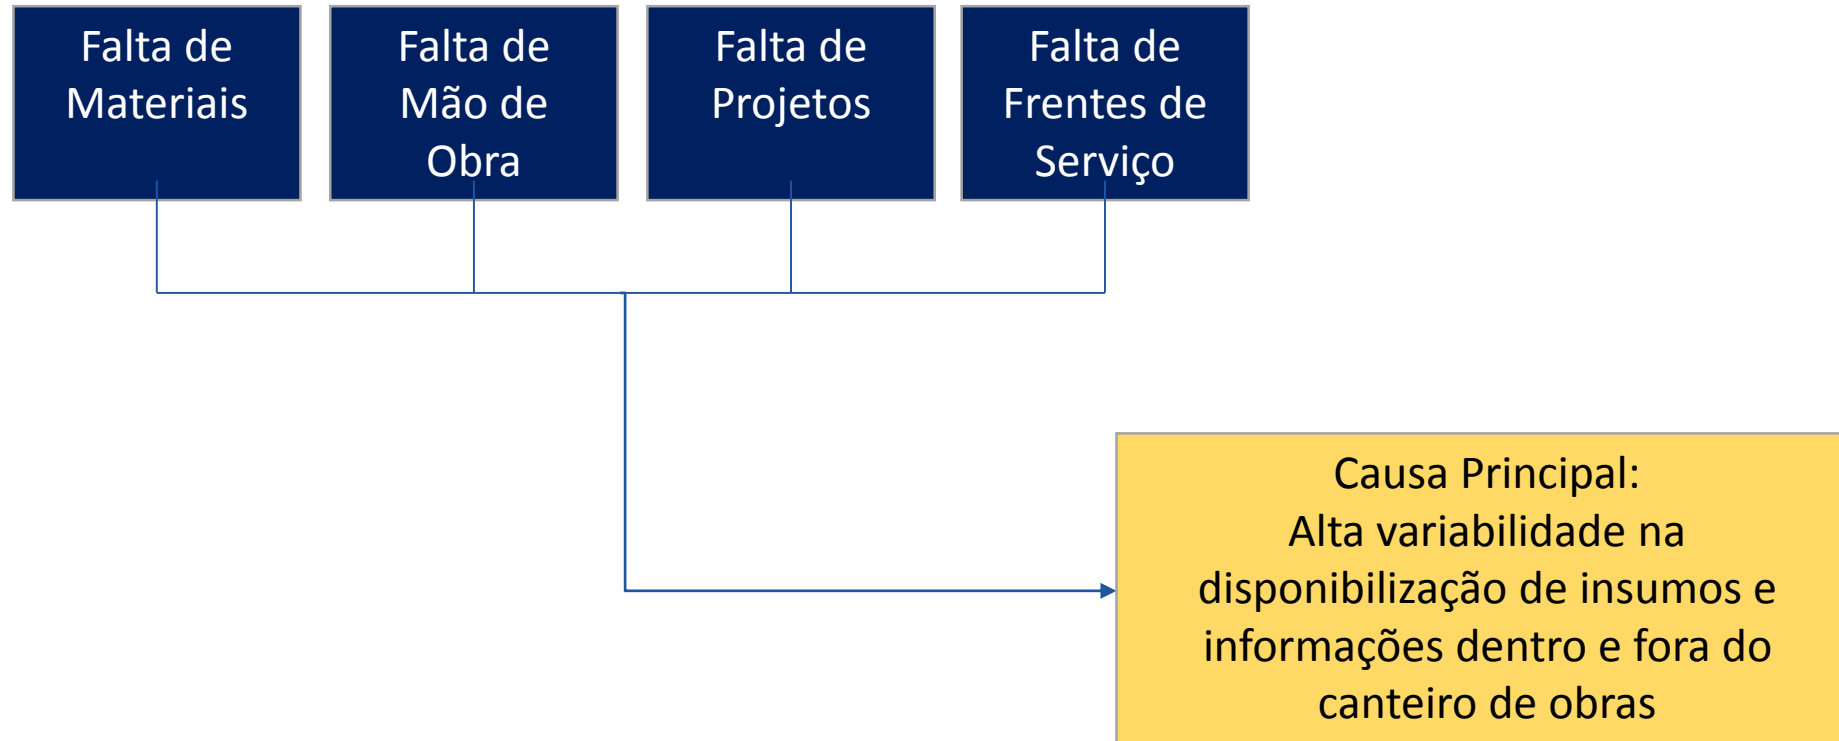 Falta de
Materiais
Falta de
Mão de
Obra
Falta de
Projetos
Falta de
Frentes de
Serviço
Causa Principal:
Alta variabilidade na
disponibilização de insumos e
informações dentro e fora do
canteiro de obras